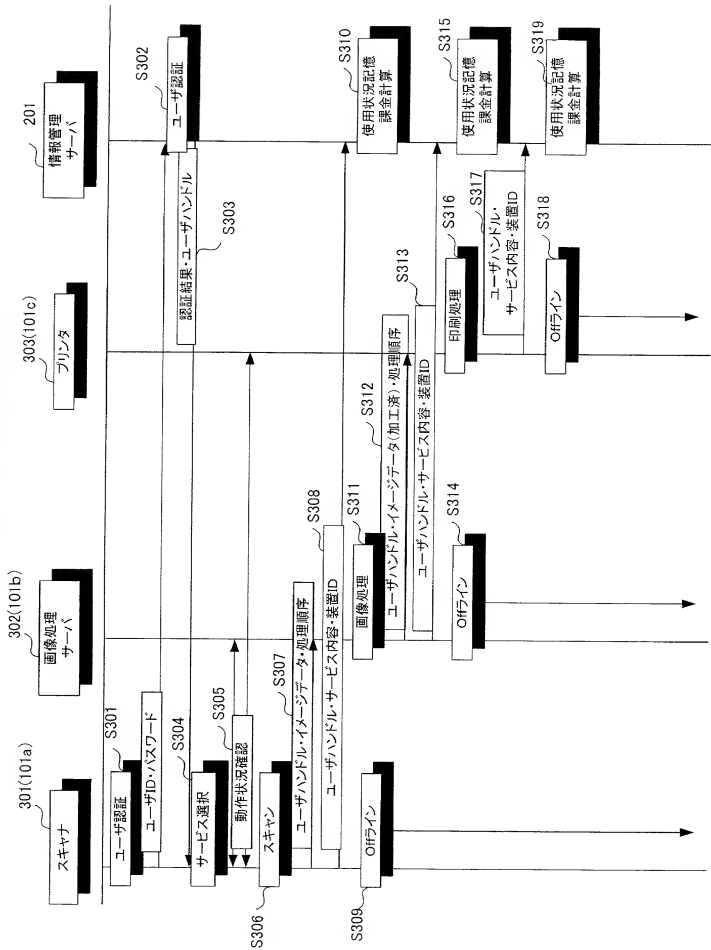 301(101a)
スキャナ
302(101b)
画像処理
サーバ
303(101c)
プリンタ
201
情報管理
サーバ
S301
ユーザ認証
ユーザID・パスワード
S302
ユーザ認証
認証結果・ユーザハンドル
S303
S304
サービス選択
S305
動作状況確認
S306
スキャン
S307
ユーザハンドル・イメージデータ・処理順序
S308
ユーザハンドル・サービス内容・装置ID
S309
Offライン
S310
使用状況記憶
課金計算
S311
画像処理
S312
ユーザハンドル・イメージデータ(加工済)・処理順序
S313
ユーザハンドル・サービス内容・装置ID
S314
Offライン
S315
使用状況記憶
課金計算
S316
印刷処理
S317
ユーザハンドル・
サービス内容・装置ID
S318
Offライン
S319
使用状況記憶
課金計算